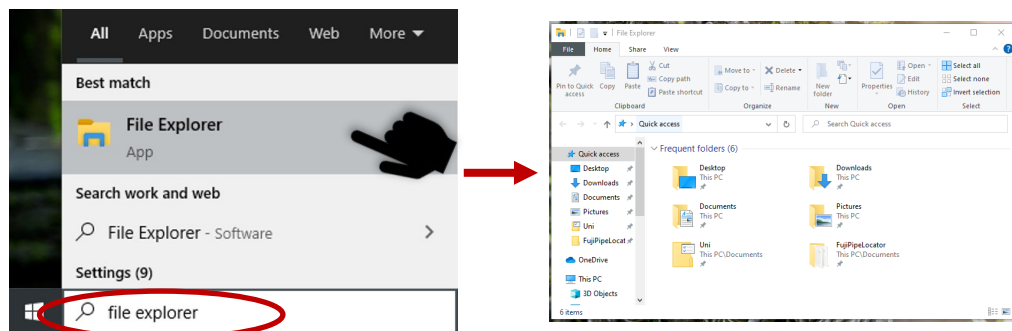 All Apps Documents Web More
Best match
File Explorer
App
Search work and web
File Explorer - Software
Settings (9)
file explorer
File Explorer
File Home Share View
Pin to Quick access
Copy
Paste
Cut
Copy path
Paste shortcut
Clipboard
Move to
Copy to
Delete
Rename
Organize
New folder
New
Properties
Open
Edit
History
Open
Select all
Select none
Invert selection
Select
Quick access
Search Quick access
Quick access
Desktop
Downloads
Documents
Pictures
Uni
FujiPipeLocat
OneDrive
This PC
3D Objects
Frequent folders (6)
Desktop
This PC
Downloads
This PC
Documents
This PC
Pictures
This PC
Uni
This PC\Documents
FujiPipeLocator
This PC\Documents
6 items